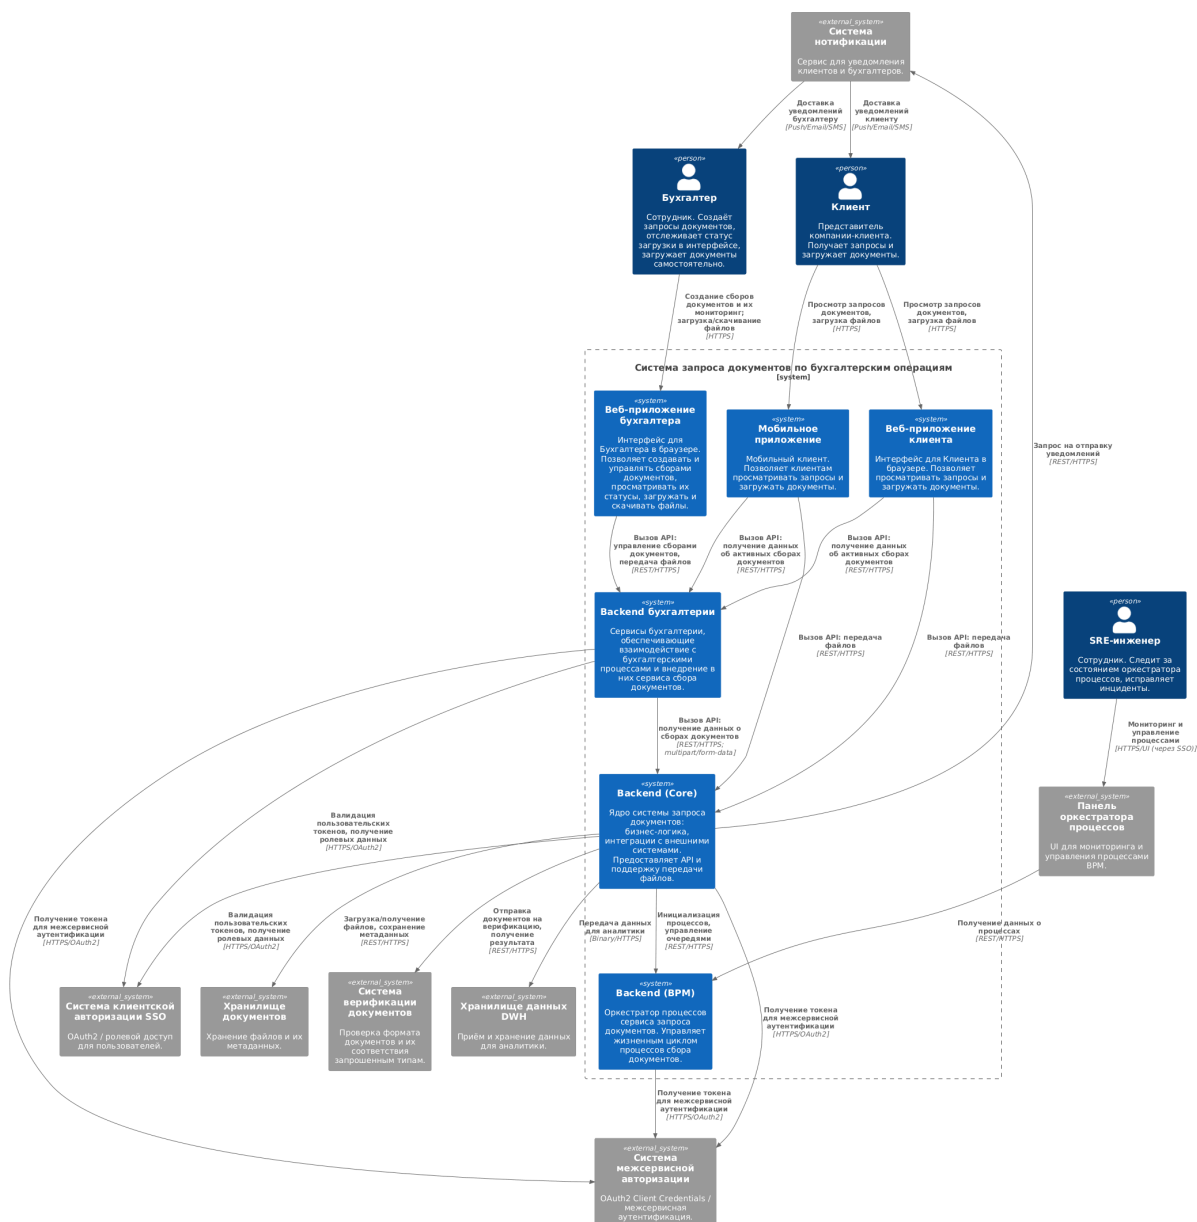 «external_system»
Система
нотификации
Сервис для уведомления
клиентов и бухгалтеров.
Доставка
уведомлений
бухгалтеру
[Push/Email/SMS]
Доставка
уведомлений
клиенту
[Push/Email/SMS]
«person»
Бухгалтер
Сотрудник. Создаёт
запросы документов,
отслеживает статус
загрузки в интерфейсе,
загружает документы
самостоятельно.
«person»
Клиент
Представитель
компании-клиента.
Получает запросы и
загружает документы.
Создание сборов
документов и их
мониторинг;
загрузка/скачивание
файлов
[HTTPS]
Просмотр запросов
документов,
загрузка файлов
[HTTPS]
Просмотр запросов
документов,
загрузка файлов
[HTTPS]
Система запроса документов по бухгалтерским операциям
[system]
«system»
Веб-приложение
бухгалтера
Интерфейс для
Бухгалтера в браузере.
Позволяет создавать и
управлять сборами
документов,
просматривать их
статусы, загружать и
скачивать файлы.
«system»
Мобильное
приложение
Мобильный клиент.
Позволяет клиентам
просматривать запросы и
загружать документы.
«system»
Веб-приложение
клиента
Интерфейс для Клиента в
браузере. Позволяет
просматривать запросы и
загружать документы.
Запрос на отправку
уведомлений
[REST/HTTPS]
Вызов API:
управление сборами
документов,
передача файлов
[REST/HTTPS]
Вызов API:
получение данных
об активных сборах
документов
[REST/HTTPS]
Вызов API:
получение данных
об активных сборах
документов
[REST/HTTPS]
«system»
Backend бухгалтерии
Сервисы бухгалтерии,
обеспечивающие
взаимодействие с
бухгалтерскими
процессами и внедрение в
них сервиса сбора
документов.
Вызов API: передача
файлов
[REST/HTTPS]
Вызов API: передача
файлов
[REST/HTTPS]
«person»
SRE-инженер
Сотрудник. Следит за
состоянием оркестратора
процессов, исправляет
инциденты.
Вызов API:
получение данных о
сборах документов
[REST/HTTPS;
multipart/form-data]
Мониторинг и
управление
процессами
[HTTPS/UI (через SSO)]
«system»
Backend (Core)
Ядро системы запроса
документов:
бизнес-логика,
интеграции с внешними
системами.
Предоставляет API и
поддержку передачи
файлов.
«external_system»
Панель
оркестратора
процессов
UI для мониторинга и
управления процессами
BPM.
Валидация
пользовательских
токенов, получение
ролевых данных
[HTTPS/OAuth2]
Получение токена
для межсервисной
аутентификации
[HTTPS/OAuth2]
Валидация
пользовательских
токенов, получение
ролевых данных
[HTTPS/OAuth2]
Загрузка/получение
файлов, сохранение
метаданных
[REST/HTTPS]
Отправка
документов на
верификацию,
получение
результата
[REST/HTTPS]
Передача данных
для аналитики
[Binary/HTTPS]
Инициализация
процессов,
управление
очередями
[REST/HTTPS]
Получение данных о
процессах
[REST/HTTPS]
«external_system»
Система клиентской
авторизации SSO
OAuth2 / ролевой доступ
для пользователей.
«external_system»
Хранилище
документов
Хранение файлов и их
метаданных.
«external_system»
Система
верификации
документов
Проверка формата
документов и их
соответствия
запрошенным типам.
«external_system»
Хранилище данных
DWH
Приём и хранение данных
для аналитики.
«system»
Backend (BPM)
Оркестратор процессов
сервиса запроса
документов. Управляет
жизненным циклом
процессов сбора
документов.
Получение токена
для межсервисной
аутентификации
[HTTPS/OAuth2]
Получение токена
для межсервисной
аутентификации
[HTTPS/OAuth2]
«external_system»
Система
межсервисной
авторизации
OAuth2 Client Credentials /
межсервисная
аутентификация.